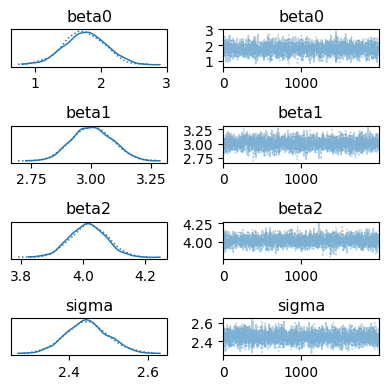 beta0 beta0
3
2
1
1 2 3 0 1000
beta1 beta1
3.25
3.00
2.75
2.75 3.00 3.25 0 1000
beta2 beta2
4.25
4.00
3.8 4.0 4.2 0 1000
sigma sigma
2.6
2.4
2.4 2.6 0 1000